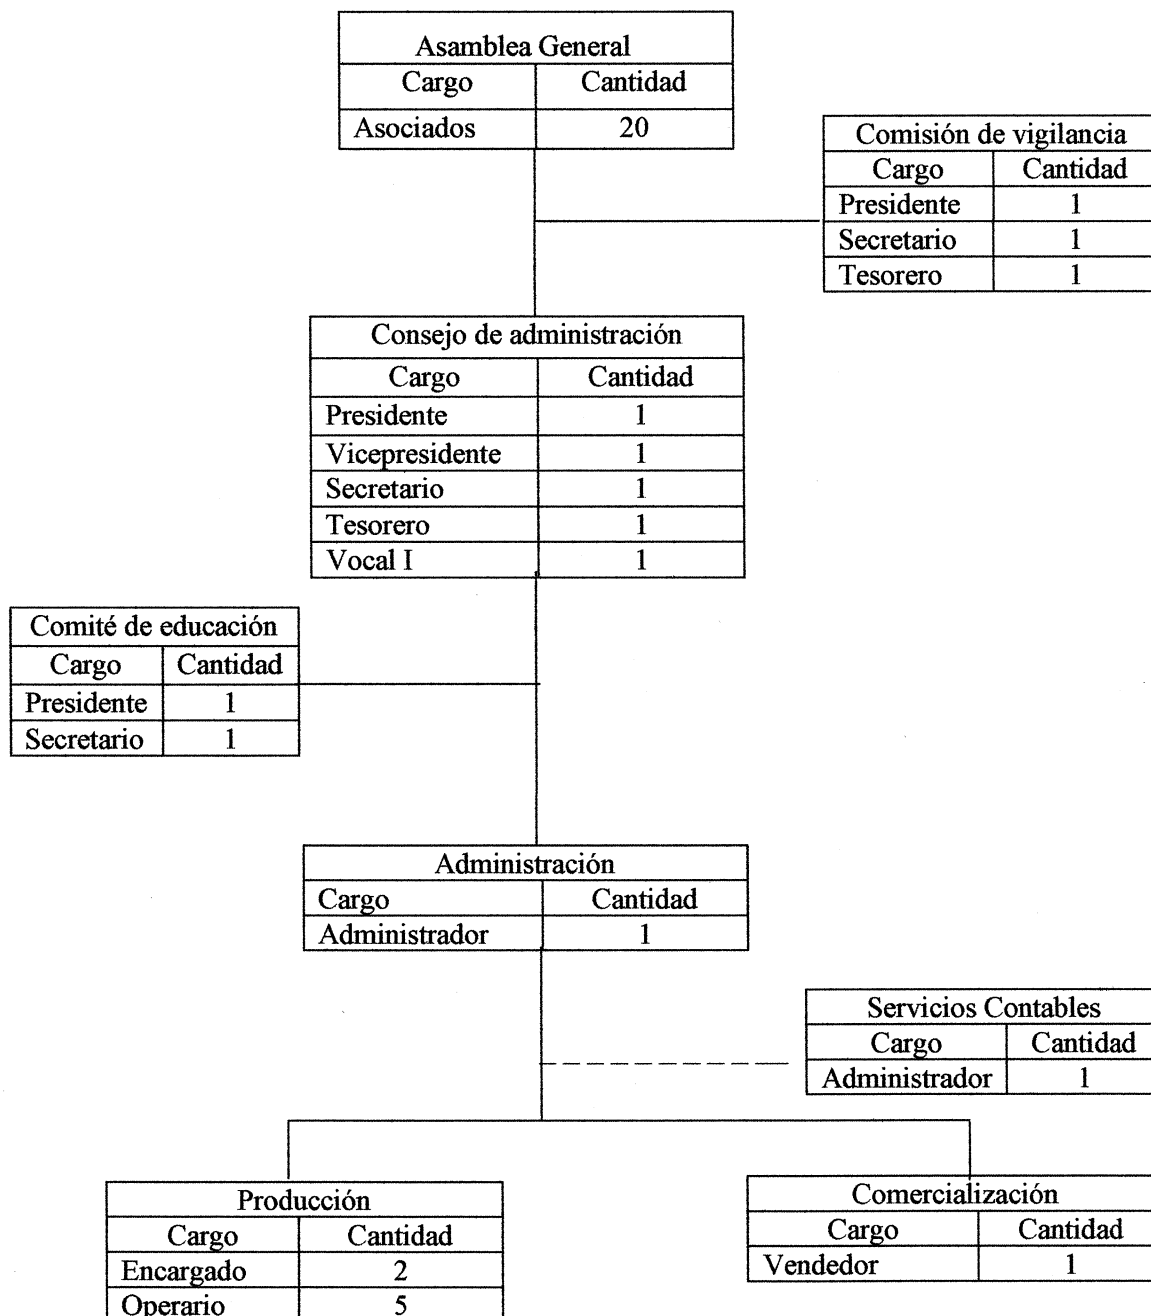 Asamblea General
Cargo Cantidad
Asociados 20
Comisión de vigilancia
Cargo Cantidad
Presidente 1
Secretario 1
Tesorero 1
Consejo de administración
Cargo Cantidad
Presidente 1
Vicepresidente 1
Secretario 1
Tesorero 1
Vocal I 1
Comité de educación
Cargo Cantidad
Presidente 1
Secretario 1
Administración
Cargo Cantidad
Administrador 1
Servicios Contables
Cargo Cantidad
Administrador 1
Producción
Cargo Cantidad
Encargado 2
Operario 5
Comercialización
Cargo Cantidad
Vendedor 1